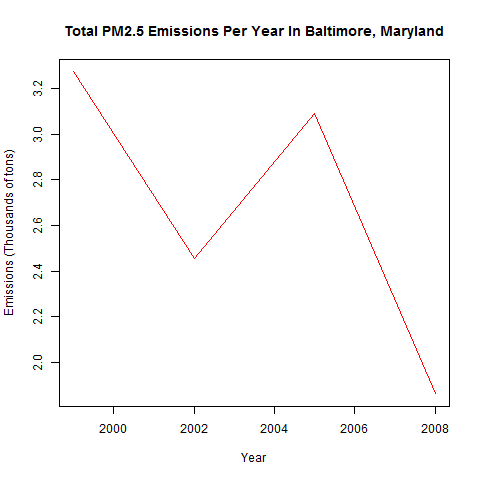 Total PM2.5 Emissions Per Year In Baltimore, Maryland
Emissions (Thousands of tons)
3.2
3.0
2.8
2.6
2.4
2.2
2.0
2000 2002 2004 2006 2008
Year